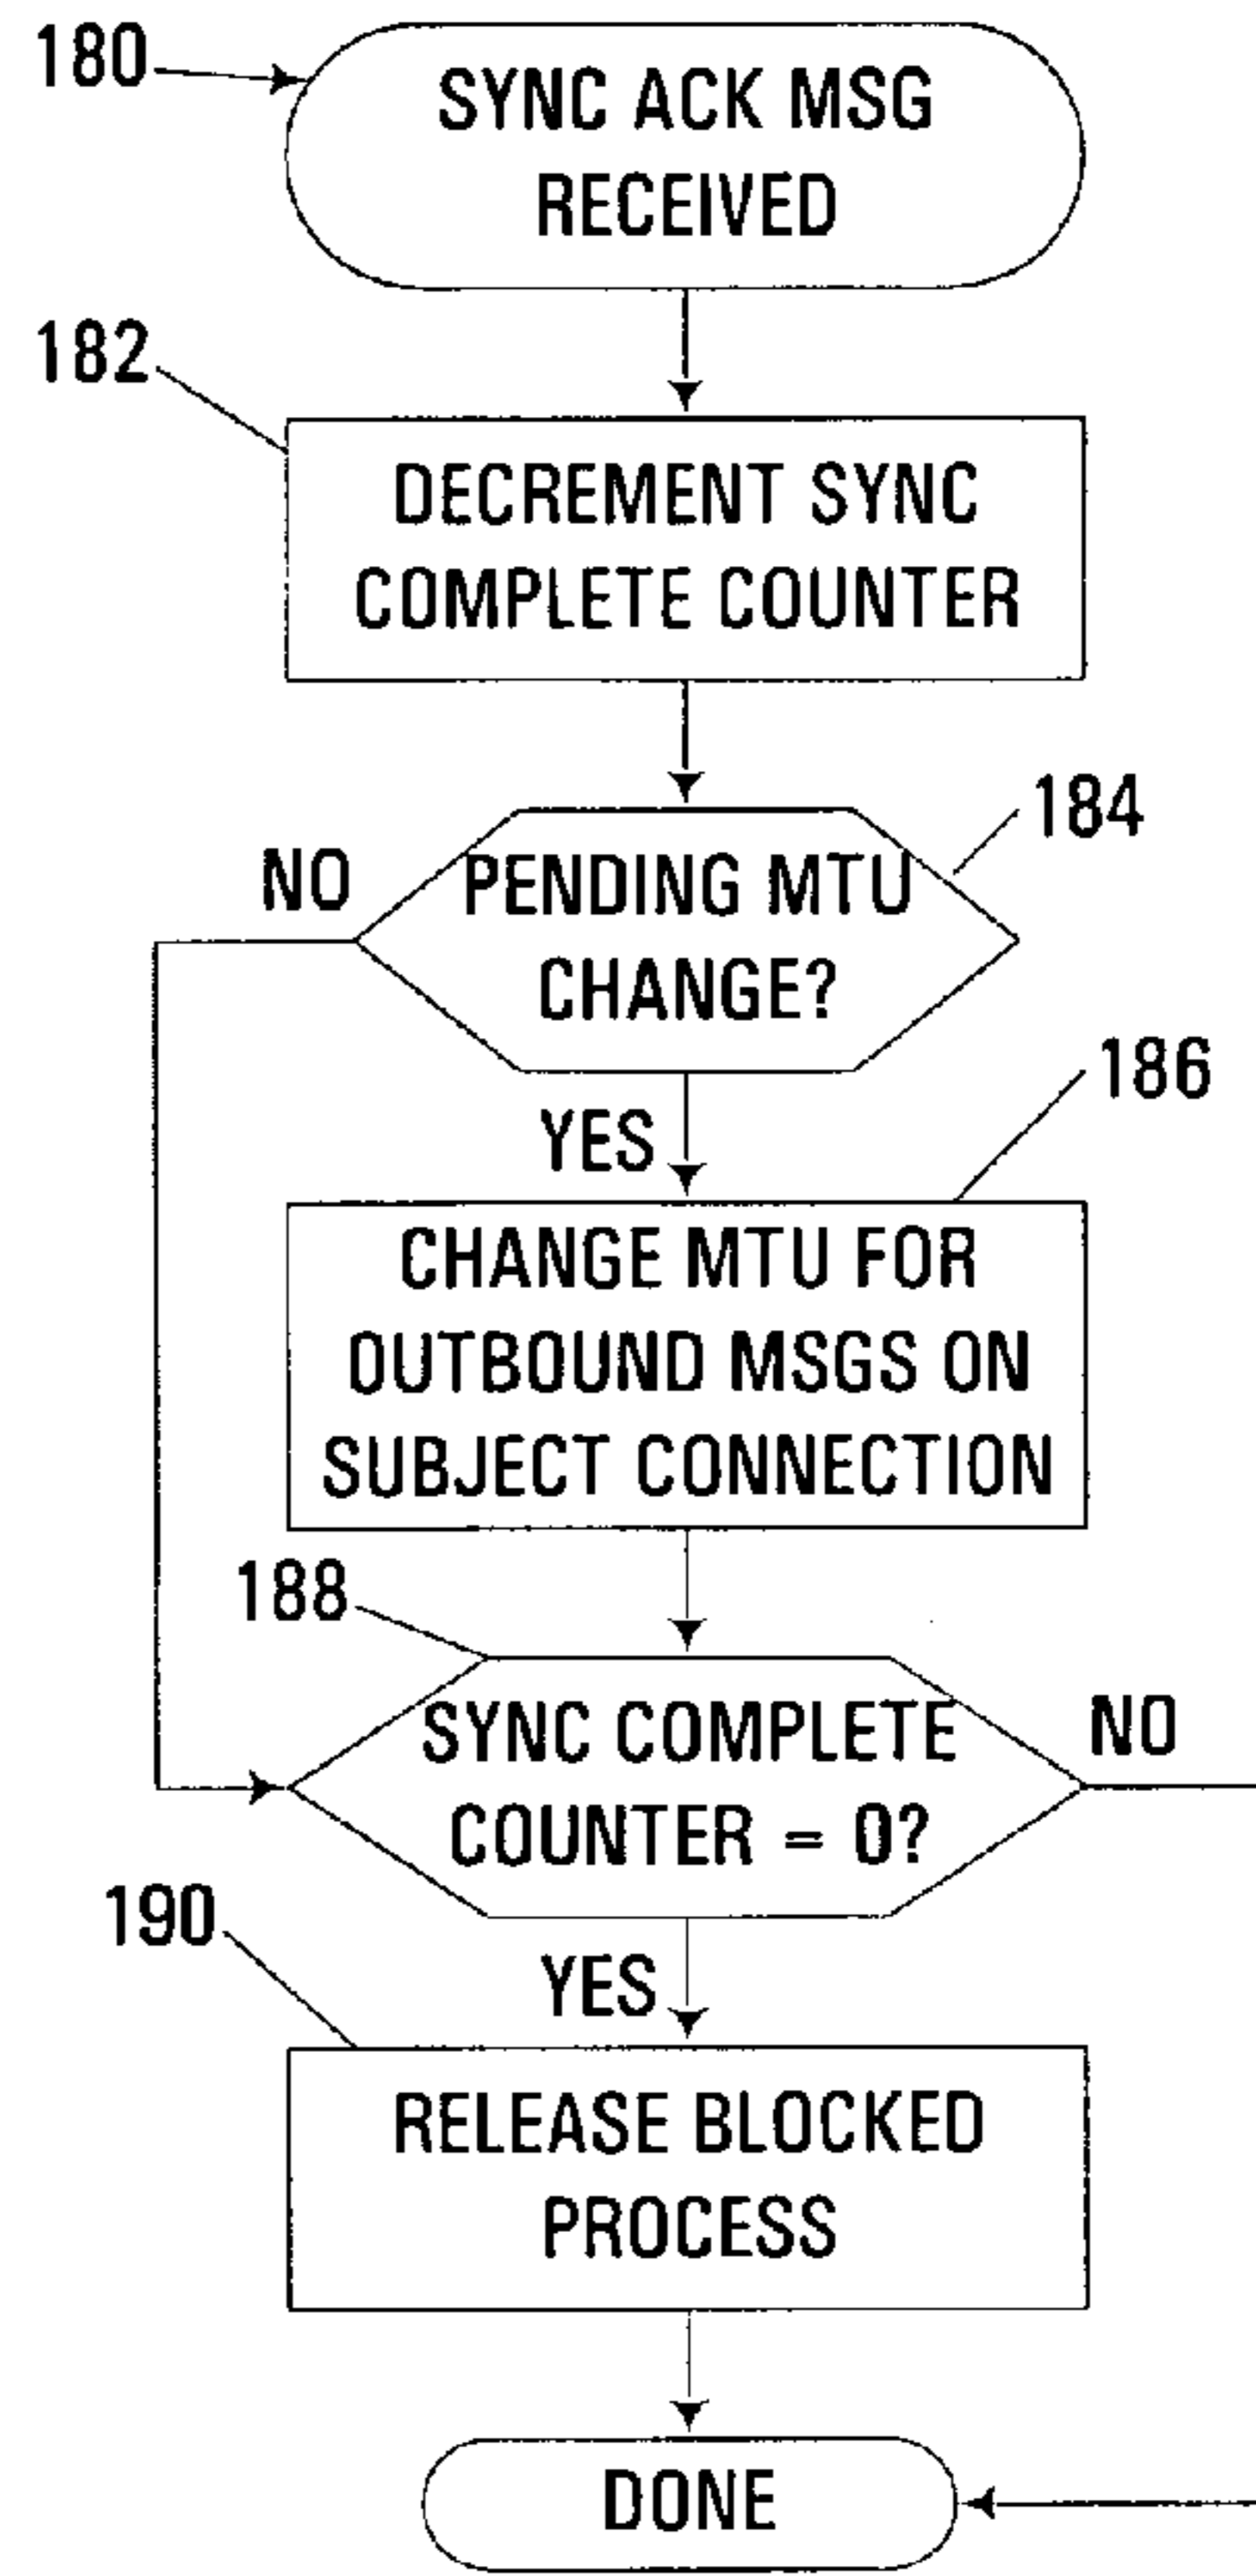 180
SYNC ACK MSG
RECEIVED
182
DECREMENT SYNC
COMPLETE COUNTER
184
NO
PENDING MTU
CHANGE?
186
YES
CHANGE MTU FOR
OUTBOUND MSGS ON
SUBJECT CONNECTION
188
SYNC COMPLETE
COUNTER = 0?
NO
190
YES
RELEASE BLOCKED
PROCESS
DONE